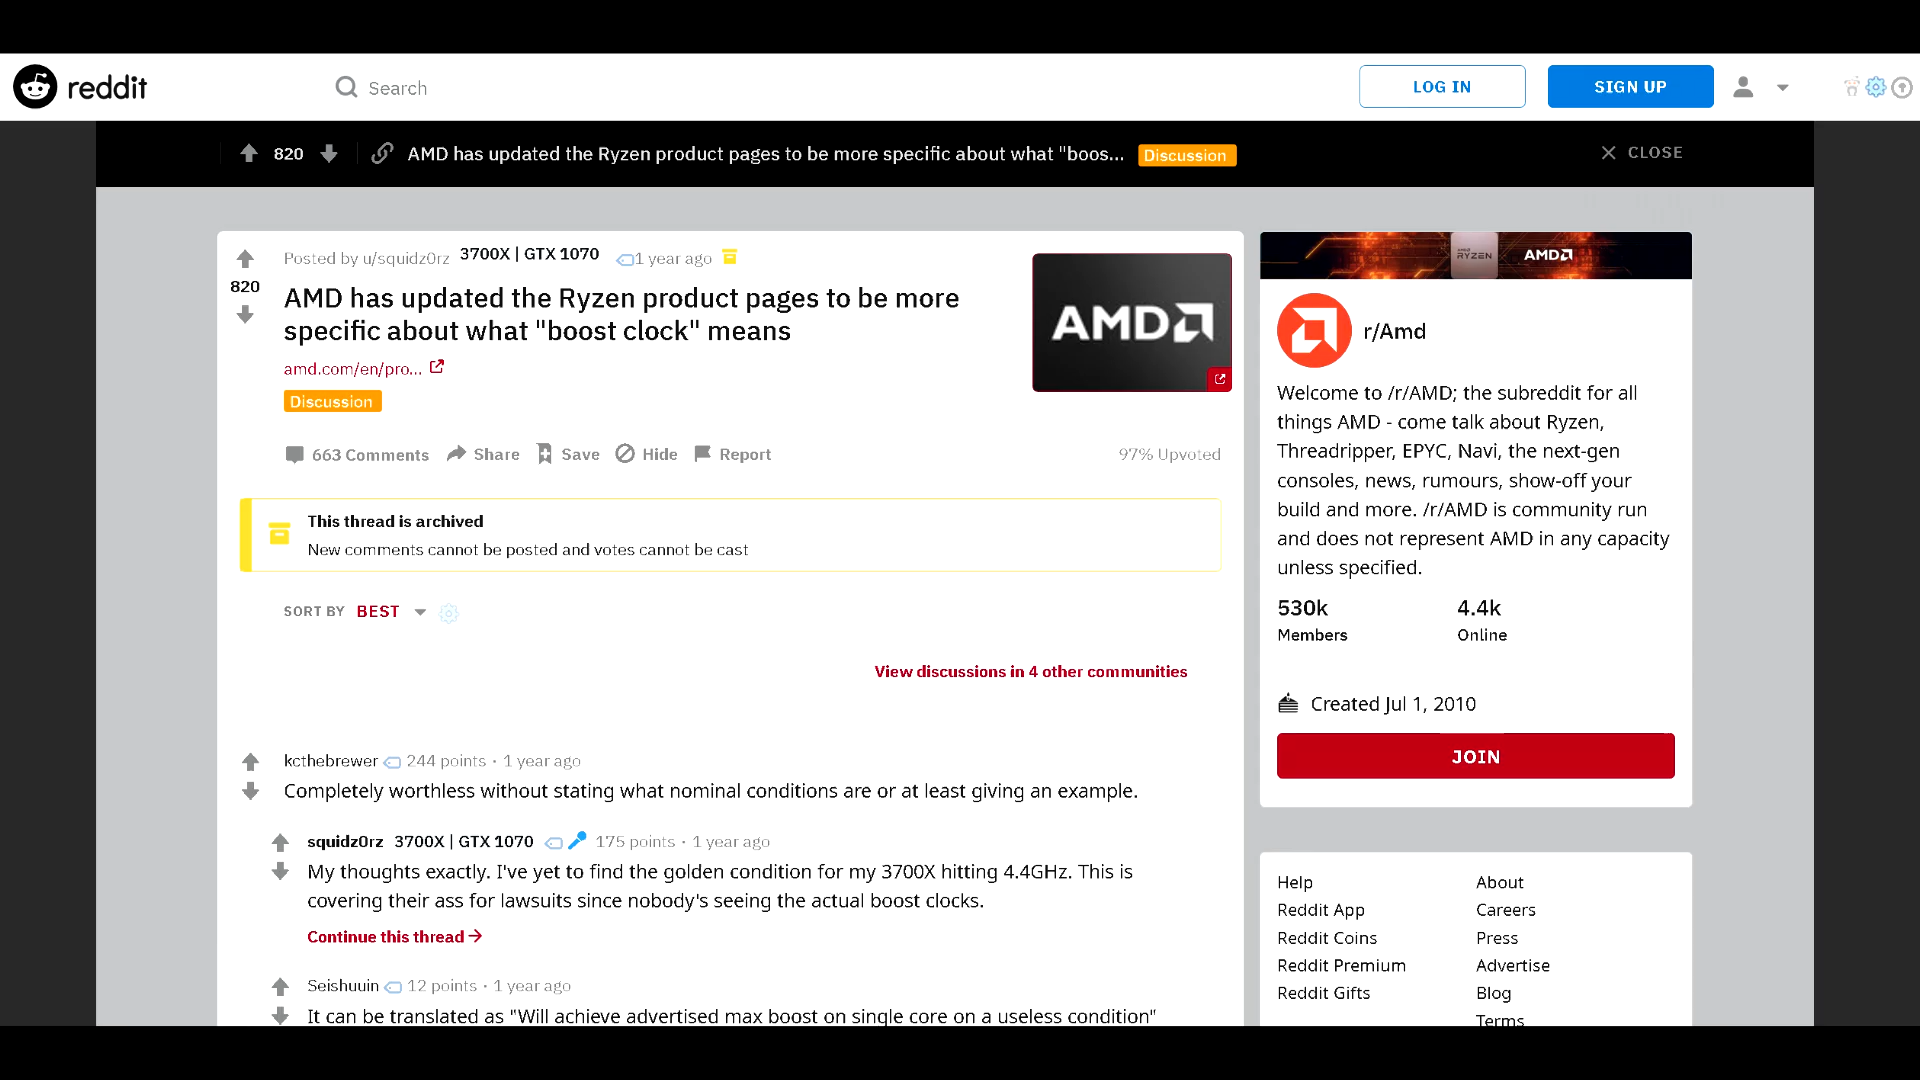 reddit
Search
LOG IN
SIGN UP
820
AMD has updated the Ryzen product pages to be more specific about what "boos...
Discussion
CLOSE
Posted by u/squidz0rz 3700X | GTX 1070 1 year ago
820
AMD has updated the Ryzen product pages to be more
specific about what "boost clock" means
amd.com/en/pro...
Discussion
AMD
663 Comments
Share
Save
Hide
Report
97% Upvoted
This thread is archived
New comments cannot be posted and votes cannot be cast
SORT BY BEST
View discussions in 4 other communities
kcthebrewer 244 points · 1 year ago
Completely worthless without stating what nominal conditions are or at least giving an example.
squidz0rz 3700X | GTX 1070 175 points · 1 year ago
My thoughts exactly. I've yet to find the golden condition for my 3700X hitting 4.4GHz. This is
covering their ass for lawsuits since nobody's seeing the actual boost clocks.
Continue this thread
Seishuuin 12 points · 1 year ago
It can be translated as "Will achieve advertised max boost on single core on a useless condition"
RYZEN
AMD
r/Amd
Welcome to /r/AMD; the subreddit for all
things AMD - come talk about Ryzen,
Threadripper, EPYC, Navi, the next-gen
consoles, news, rumours, show-off your
build and more. /r/AMD is community run
and does not represent AMD in any capacity
unless specified.
530k
Members
4.4k
Online
Created Jul 1, 2010
JOIN
Help
About
Reddit App
Careers
Reddit Coins
Press
Reddit Premium
Advertise
Reddit Gifts
Blog
Terms